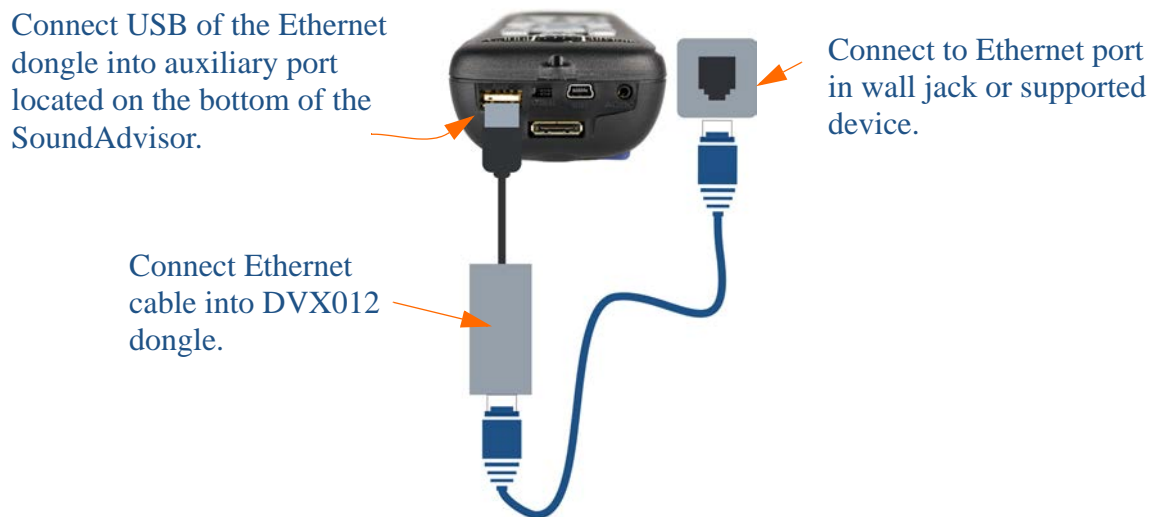 Connect USB of the Ethernet
dongle into auxiliary port
located on the bottom of the
SoundAdvisor.
Connect to Ethernet port
in wall jack or supported
device.
Connect Ethernet
cable into DVX012
dongle.